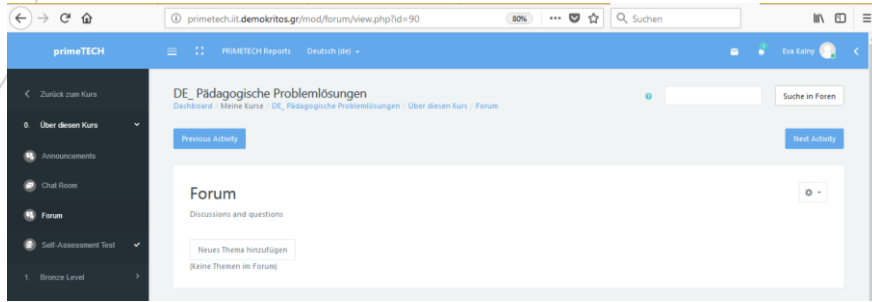 primetech.iit.demokritos.gr/mod/forum/view.php?id=90 80% Suchen
primeTECH PRIMETECH Reports Deutsch (de) Eva Kalny
Zurück zum Kurs
0. Über diesen Kurs
Announcements
Chat Room
Forum
Self-Assessment Test
1. Bronze Level
DE_ Pädagogische Problemlösungen
Dashboard / Meine Kurse / DE_ Pädagogische Problemlösungen / Über diesen Kurs / Forum
Suche in Foren
Previous Activity Next Activity
Forum
Discussions and questions
Neues Thema hinzufügen
(Keine Themen im Forum)